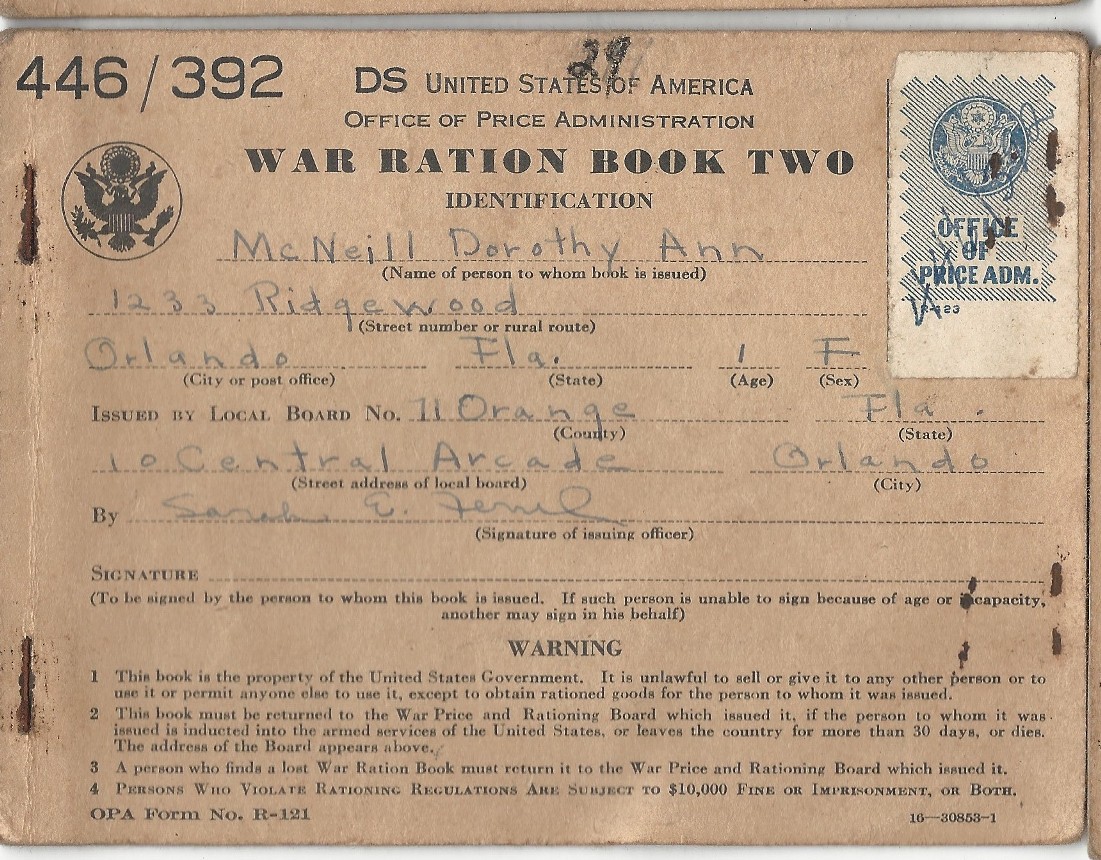 446/392
29
DS UNITED STATES OF AMERICA
OFFICE OF PRICE ADMINISTRATION
WAR RATION BOOK TWO
IDENTIFICATION
OFFICE
OF
PRICE ADM.
McNeill Dorothy Ann
(Name of person to whom book is issued)
1233 Ridgewood
(Street number or rural route)
Orlando Fla. 1 F
(City or post office) (State) (Age) (Sex)
ISSUED BY LOCAL BOARD NO. 71 Orange Fla.
(County) (State)
10 Central Arcade Orlando
(Street address of local board) (City)
By Sarah E.
(Signature of issuing officer)
SIGNATURE
(To be signed by the person to whom this book is issued. If such person is unable to sign because of age or incapacity,
another may sign in his behalf)
WARNING
1 This book is the property of the United States Government. It is unlawful to sell or give it to any other person or to
use it or permit anyone else to use it, except to obtain rationed goods for the person to whom it was issued.
2 This book must be returned to the War Price and Rationing Board which issued it, if the person to whom it was
issued is inducted into the armed services of the United States, or leaves the country for more than 30 days, or dies.
The address of the Board appears above.
3 A person who finds a lost War Ration Book must return it to the War Price and Rationing Board which issued it.
4 PERSONS WHO VIOLATE RATIONING REGULATIONS ARE SUBJECT TO $10,000 FINE OR IMPRISONMENT, OR BOTH.
OPA Form No. R-121 16—30853-1